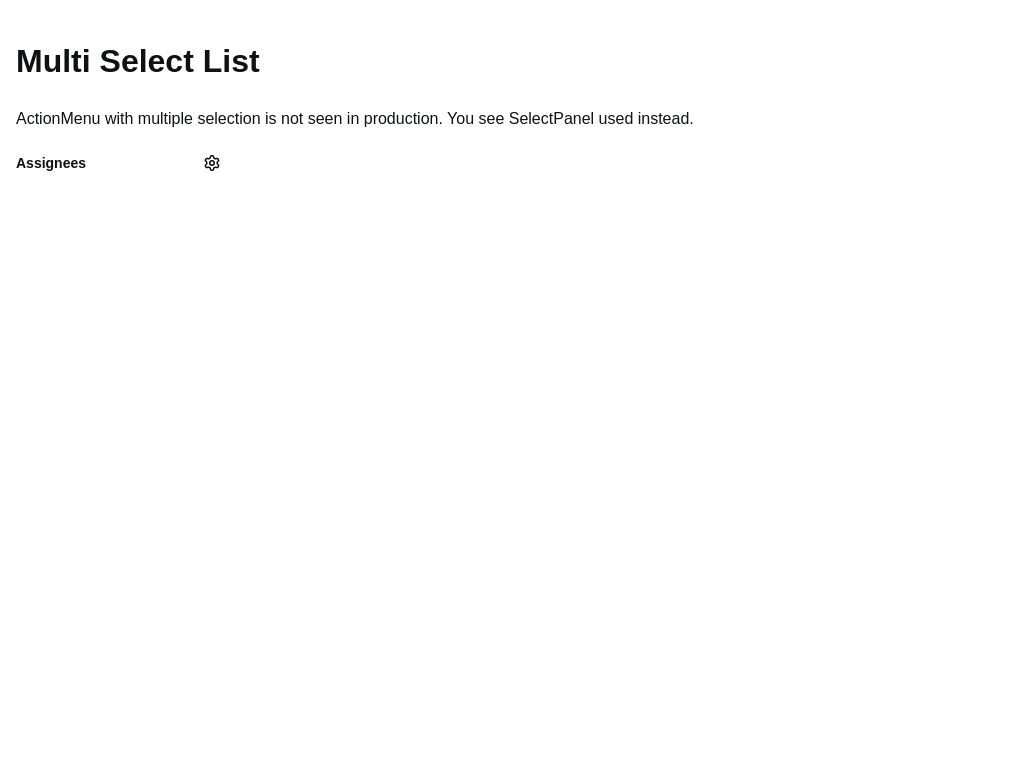 Multi Select List
ActionMenu with multiple selection is not seen in production. You see SelectPanel used instead.
Assignees